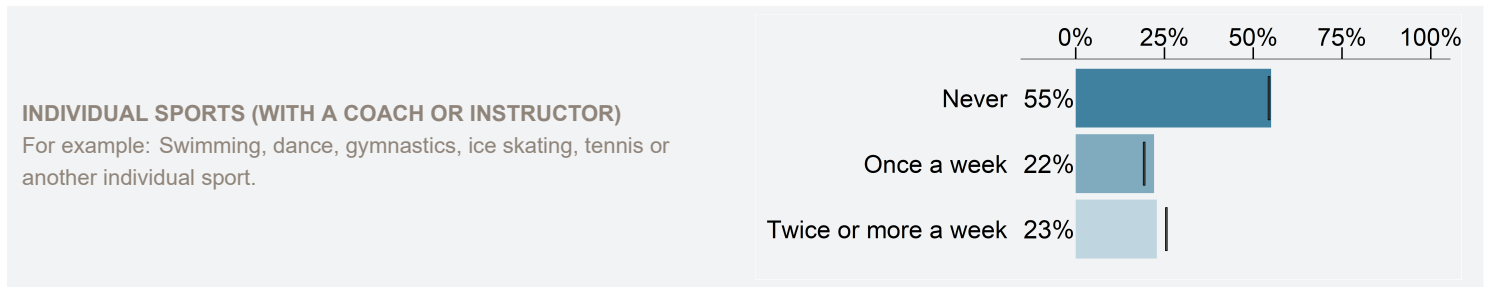 INDIVIDUAL SPORTS (WITH A COACH OR INSTRUCTOR)
For example: Swimming, dance, gymnastics, ice skating, tennis or
another individual sport.
0% 25% 50% 75% 100%
Never 55%
Once a week 22%
Twice or more a week 23%